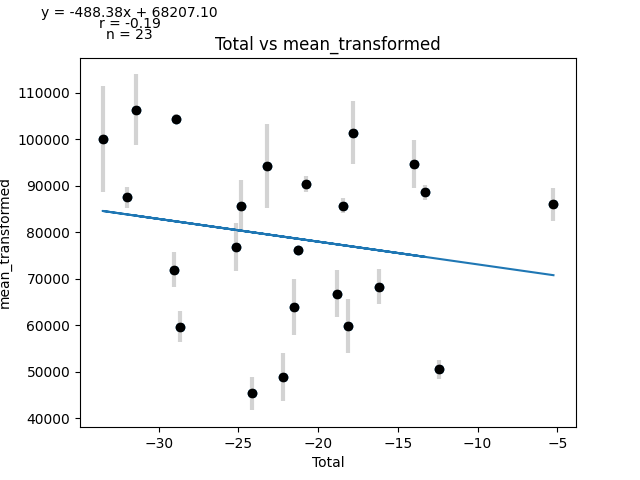 y = -488.38x + 68207.10
r = -0.19
n = 23
Total vs mean_transformed
mean_transformed
110000
100000
90000
80000
70000
60000
50000
40000
−30
−25
−20
−15
−10
−5
Total